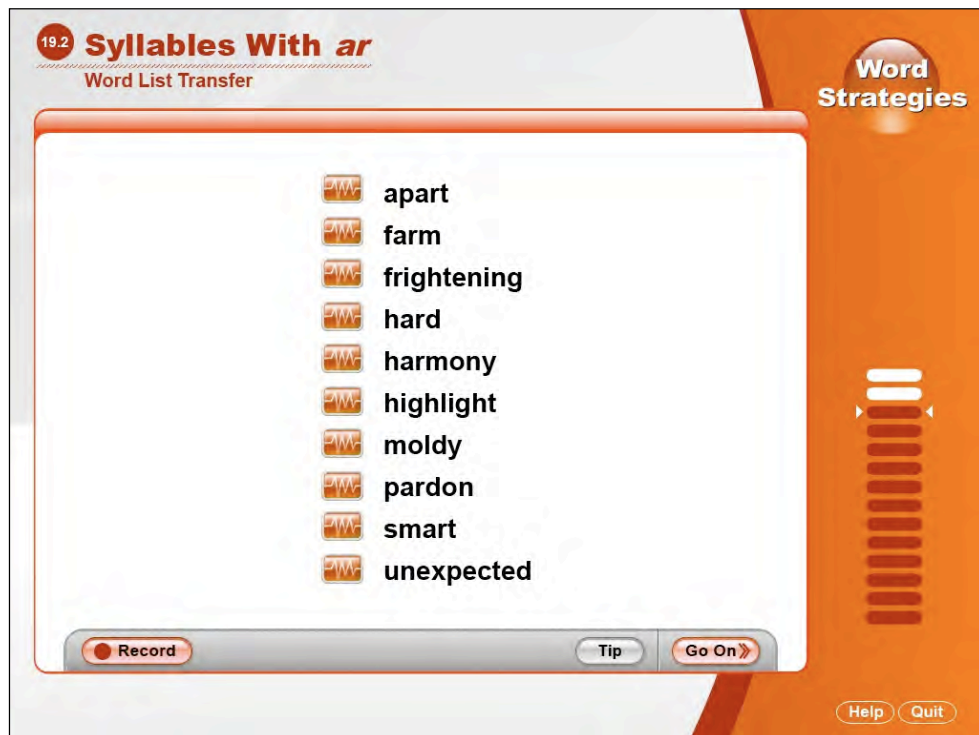 19.2 Syllables With ar
Word List Transfer
Word
Strategies
apart
farm
frightening
hard
harmony
highlight
moldy
pardon
smart
unexpected
Record
Tip
Go On
Help
Quit